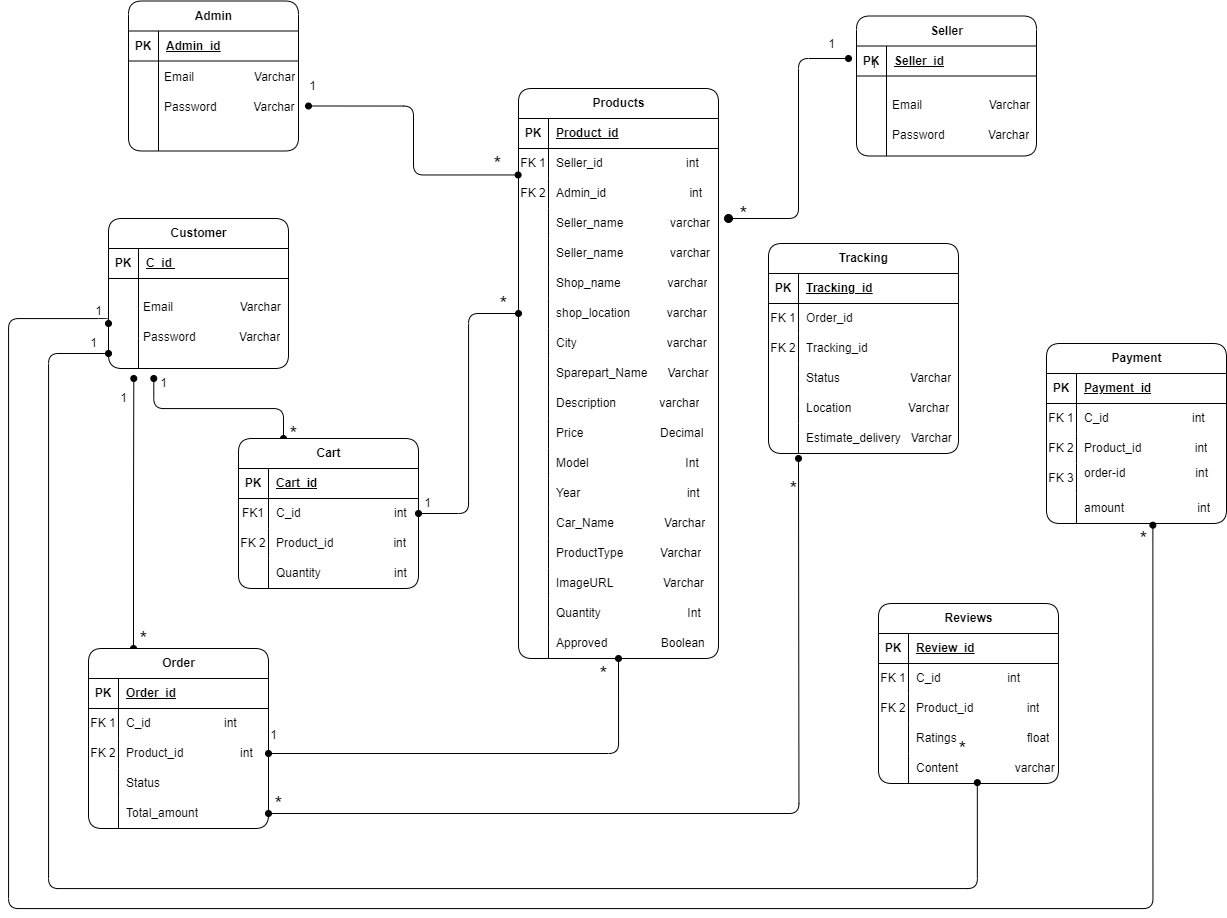 Admin
PK Admin_id
Email Varchar
Password Varchar
1
*
Seller
PK Seller_id
Email Varchar
Password Varchar
1
*
Products
PK Product_id
FK 1 Seller_id int
FK 2 Admin_id int
Seller_name varchar
Seller_name varchar
Shop_name varchar
shop_location varchar
City varchar
Sparepart_Name Varchar
Description varchar
Price Decimal
Model Int
Year int
Car_Name Varchar
ProductType Varchar
ImageURL Varchar
Quantity Int
Approved Boolean
*
Customer
PK C_id
Email Varchar
Password Varchar
1
1
1
1
*
*
Tracking
PK Tracking_id
FK 1 Order_id
FK 2 Tracking_id
Status Varchar
Location Varchar
Estimate_delivery Varchar
*
Payment
PK Payment_id
FK 1 C_id int
FK 2 Product_id int
FK 3 order-id int
amount int
*
Cart
PK Cart_id
FK1 C_id int
FK 2 Product_id int
Quantity int
1
*
Order
PK Order_id
FK 1 C_id int
FK 2 Product_id int
Status
Total_amount
1
*
Reviews
PK Review_id
FK 1 C_id int
FK 2 Product_id int
Ratings float
*
Content varchar